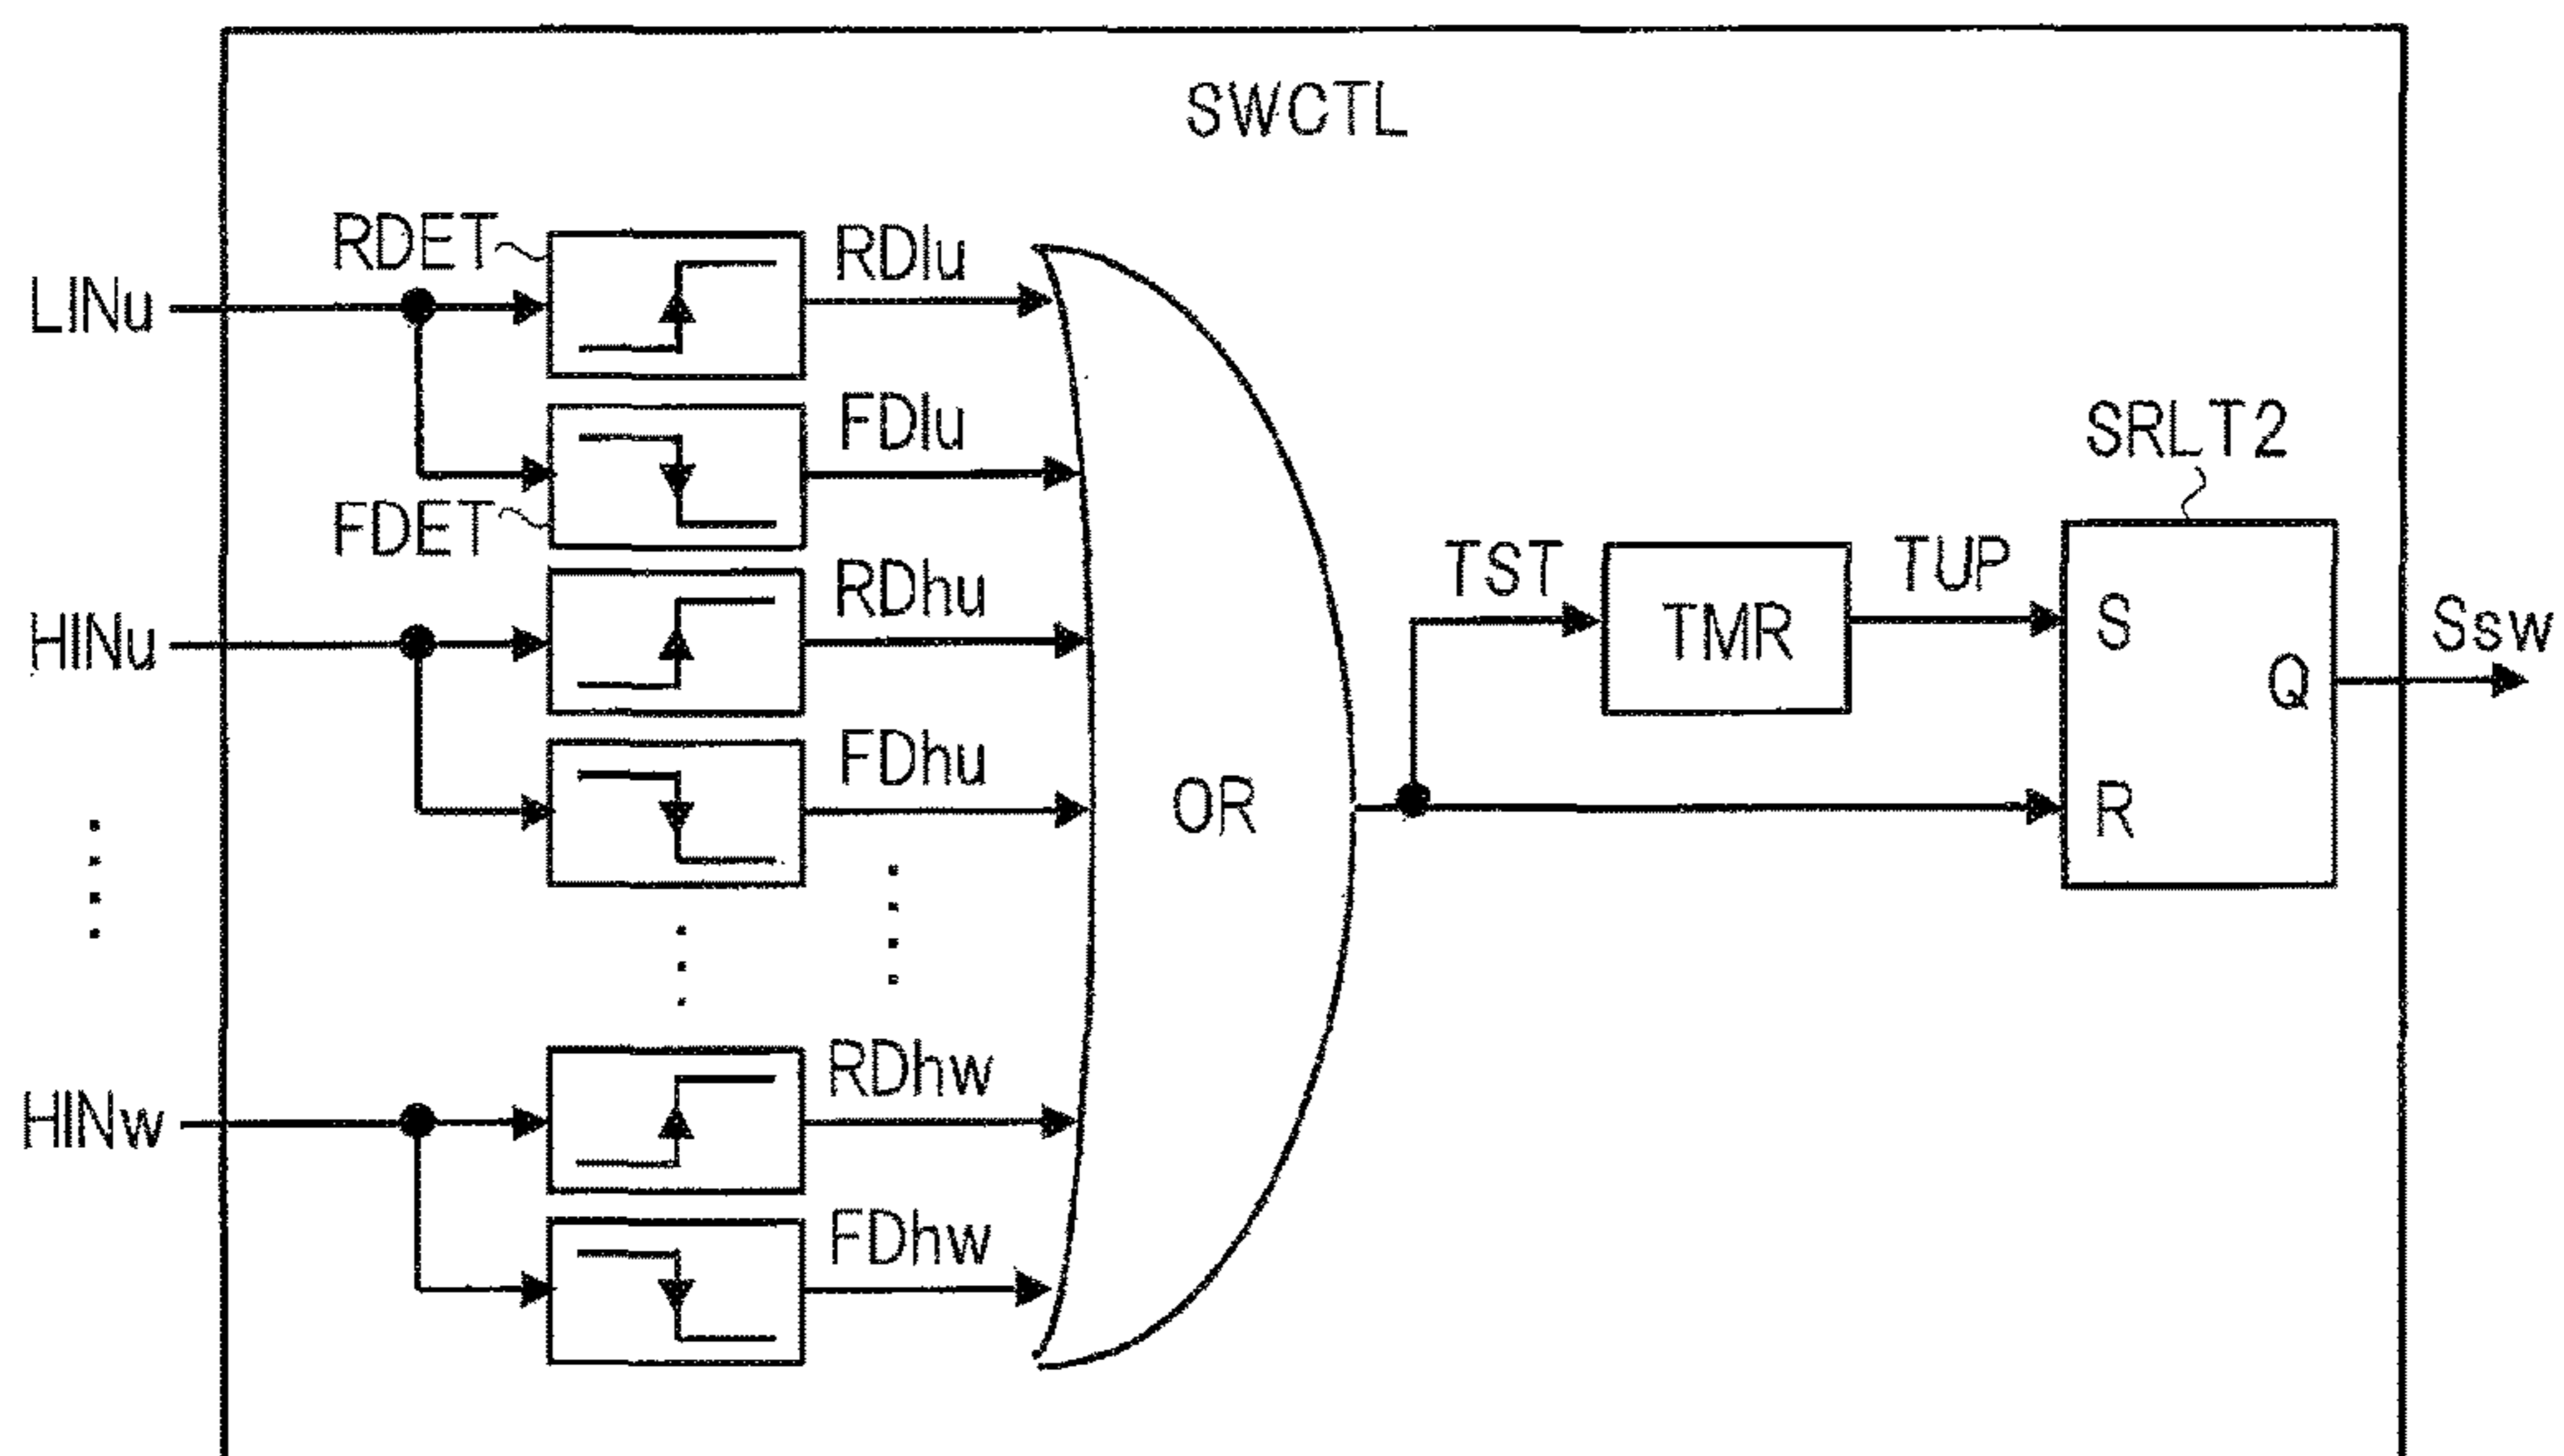 SWCTL
RDET
RDlu
LINu
FDlu
FDET
SRLT2
RDhu
TST
TUP
HINu
TMR
S
Ssw
FDhu
Q
OR
R
RDhw
HINw
FDhw